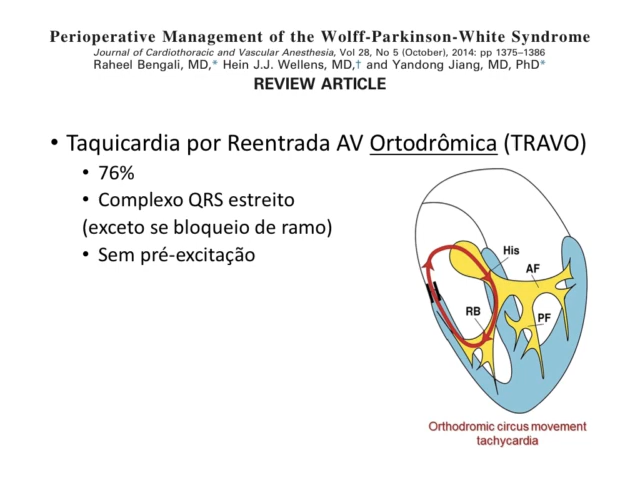 Perioperative Management of the Wolff-Parkinson-White Syndrome
Journal of Cardiothoracic and Vascular Anesthesia, Vol 28, No 5 (October), 2014: pp 1375–1386
Raheel Bengali, MD,* Hein J.J. Wellens, MD,† and Yandong Jiang, MD, PhD*
REVIEW ARTICLE
• Taquicardia por Reentrada AV Ortodrômica (TRAVO)
• 76%
• Complexo QRS estreito
(exceto se bloqueio de ramo)
• Sem pré-excitação
His
AF
RB
PF
Orthodromic circus movement
tachycardia